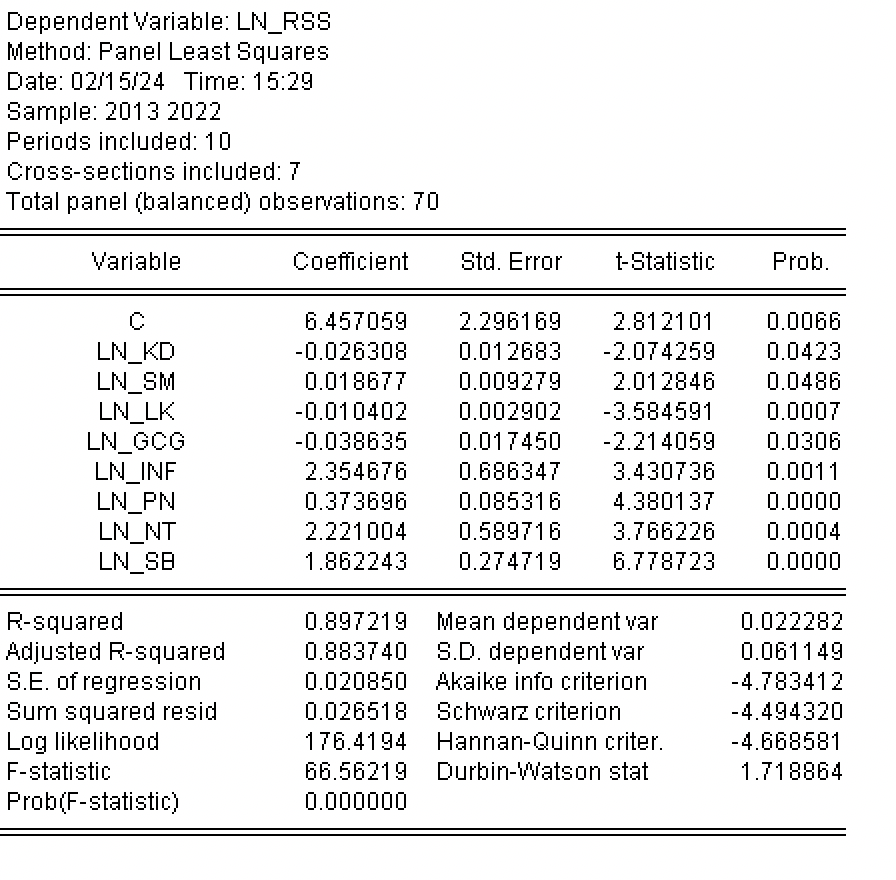 Dependent Variable: LN_RSS
Method: Panel Least Squares
Date: 02/15/24 Time: 15:29
Sample: 2013 2022
Periods included: 10
Cross-sections included: 7
Total panel (balanced) observations: 70
Variable Coefficient Std. Error t-Statistic Prob.
C 6.457059 2.296169 2.812101 0.0066
LN_KD -0.026308 0.012683 -2.074259 0.0423
LN_SM 0.018677 0.009279 2.012846 0.0486
LN_LK -0.010402 0.002902 -3.584591 0.0007
LN_GCG -0.038635 0.017450 -2.214059 0.0306
LN_INF 2.354676 0.686347 3.430736 0.0011
LN_PN 0.373696 0.085316 4.380137 0.0000
LN_NT 2.221004 0.589716 3.766226 0.0004
LN_SB 1.862243 0.274719 6.778723 0.0000
R-squared 0.897219 Mean dependent var 0.022282
Adjusted R-squared 0.883740 S.D. dependent var 0.061149
S.E. of regression 0.020850 Akaike info criterion -4.783412
Sum squared resid 0.026518 Schwarz criterion -4.494320
Log likelihood 176.4194 Hannan-Quinn criter. -4.668581
F-statistic 66.56219 Durbin-Watson stat 1.718864
Prob(F-statistic) 0.000000